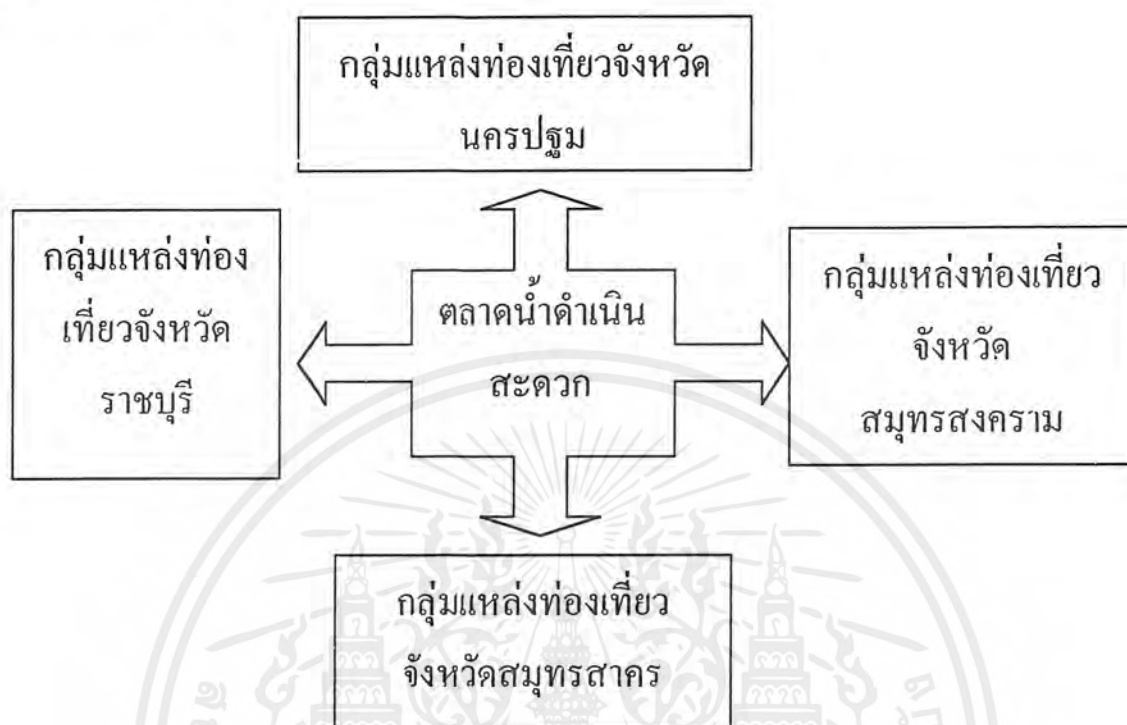 กลุ่มแหล่งท่องเที่ยวจังหวัด
นครปฐม
กลุ่มแหล่งท่อง
เที่ยวจังหวัด
ราชบุรี
ตลาดน้ำดำเนิน
สะดวก
กลุ่มแหล่งท่องเที่ยว
จังหวัด
สมุทรสงคราม
กลุ่มแหล่งท่องเที่ยว
จังหวัดสมุทรสาคร